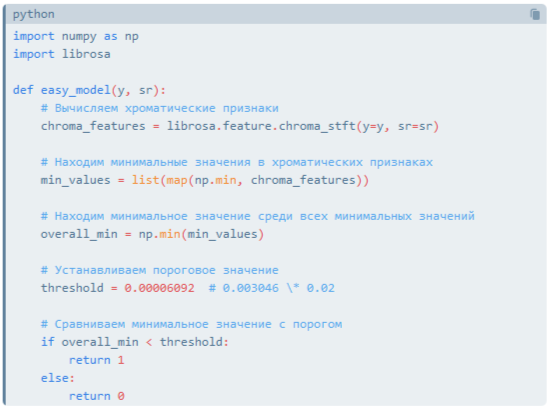 python
import numpy as np
import librosa
def easy_model(y, sr):
# Вычисляем хроматические признаки
chroma_features = librosa.feature.chroma_stft(y=y, sr=sr)
# Находим минимальные значения в хроматических признаках
min_values = list(map(np.min, chroma_features))
# Находим минимальное значение среди всех минимальных значений
overall_min = np.min(min_values)
# Устанавливаем пороговое значение
threshold = 0.00006092  # 0.003046 \* 0.02
# Сравниваем минимальное значение с порогом
if overall_min < threshold:
return 1
else:
return 0